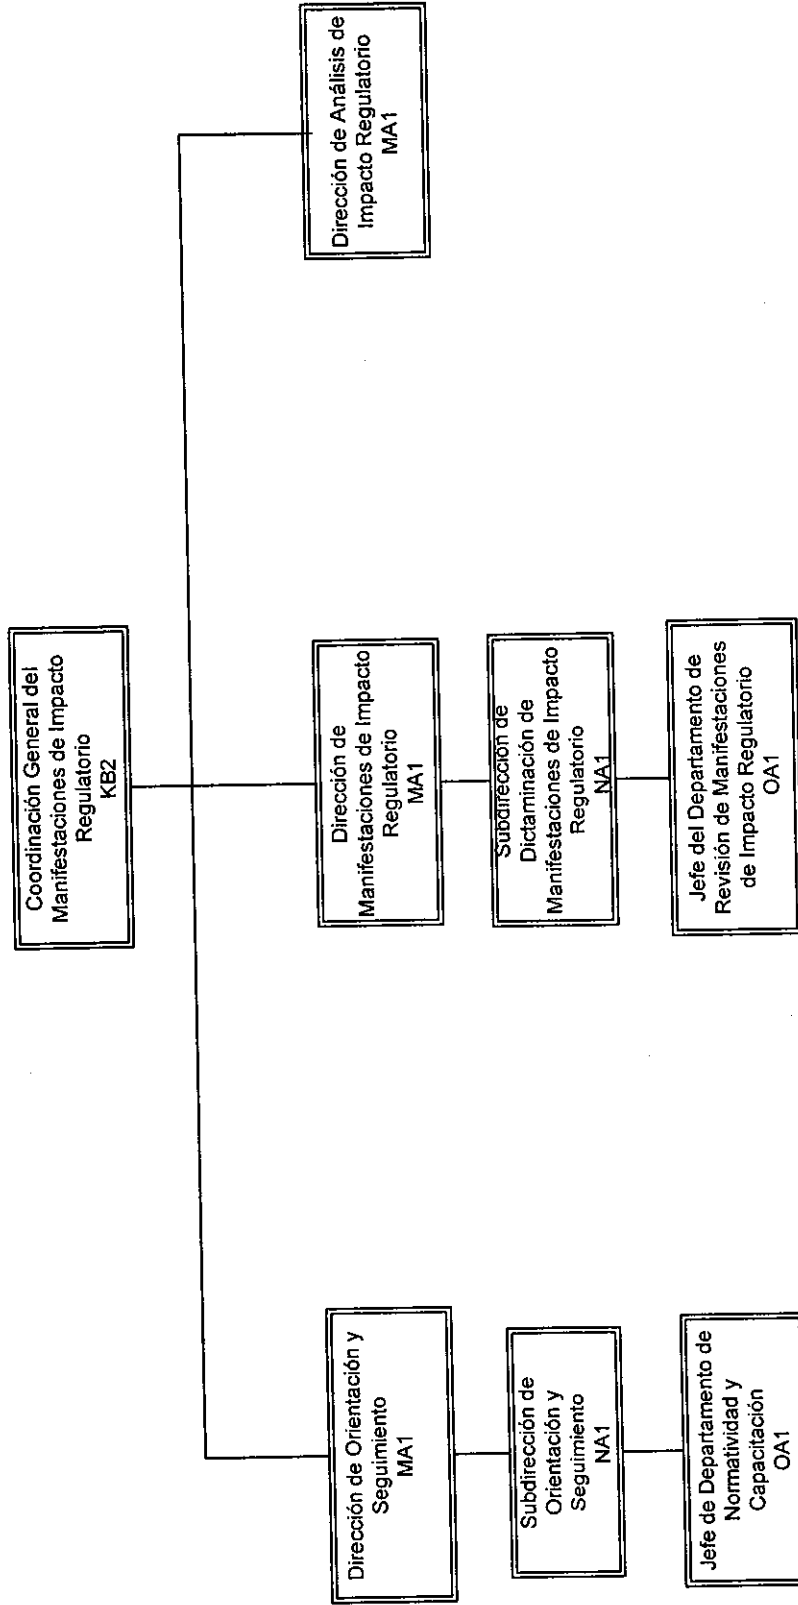 Coordinación General del
Manifestaciones de Impacto
Regulatorio
KB2
Dirección de Orientación y
Seguimiento
MA1
Dirección de
Manifestaciones de Impacto
Regulatorio
MA1
Dirección de Análisis de
Impacto Regulatorio
MA1
Subdirección de
Orientación y
Seguimiento
NA1
Subdirección de
Dictaminación de
Manifestaciones de Impacto
Regulatorio
NA1
Jefe de Departamento de
Normatividad y
Capacitación
OA1
Jefe del Departamento de
Revisión de Manifestaciones
de Impacto Regulatorio
OA1